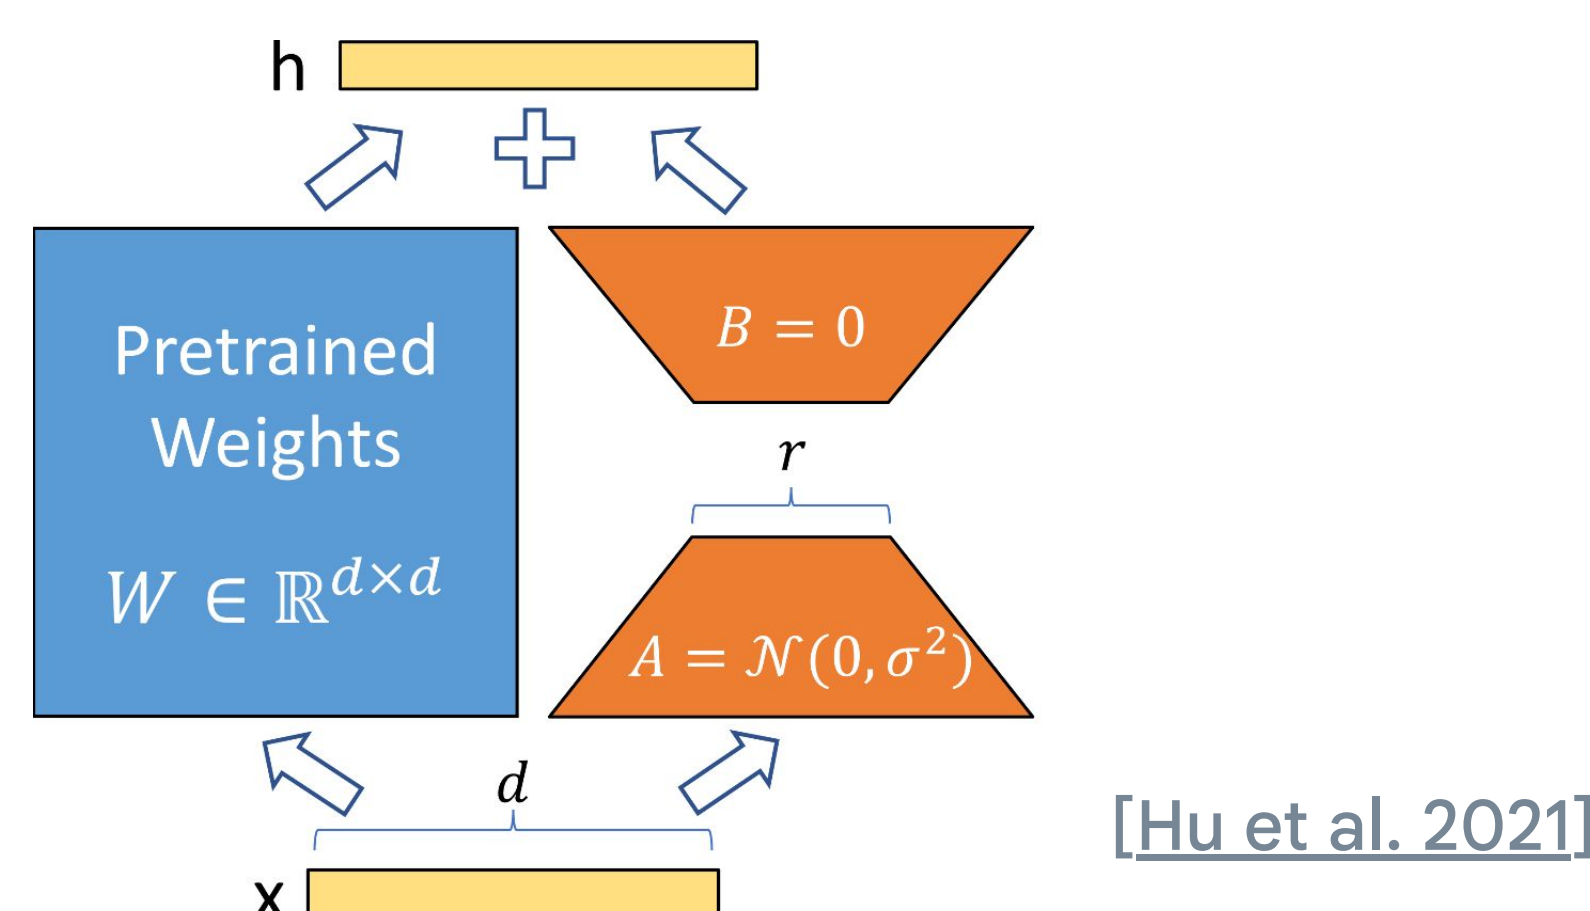 h
Pretrained
Weights
W ∈ ℝ^{d×d}
B = 0
r
A = 𝒩(0, σ²)
d
x
[Hu et al. 2021]